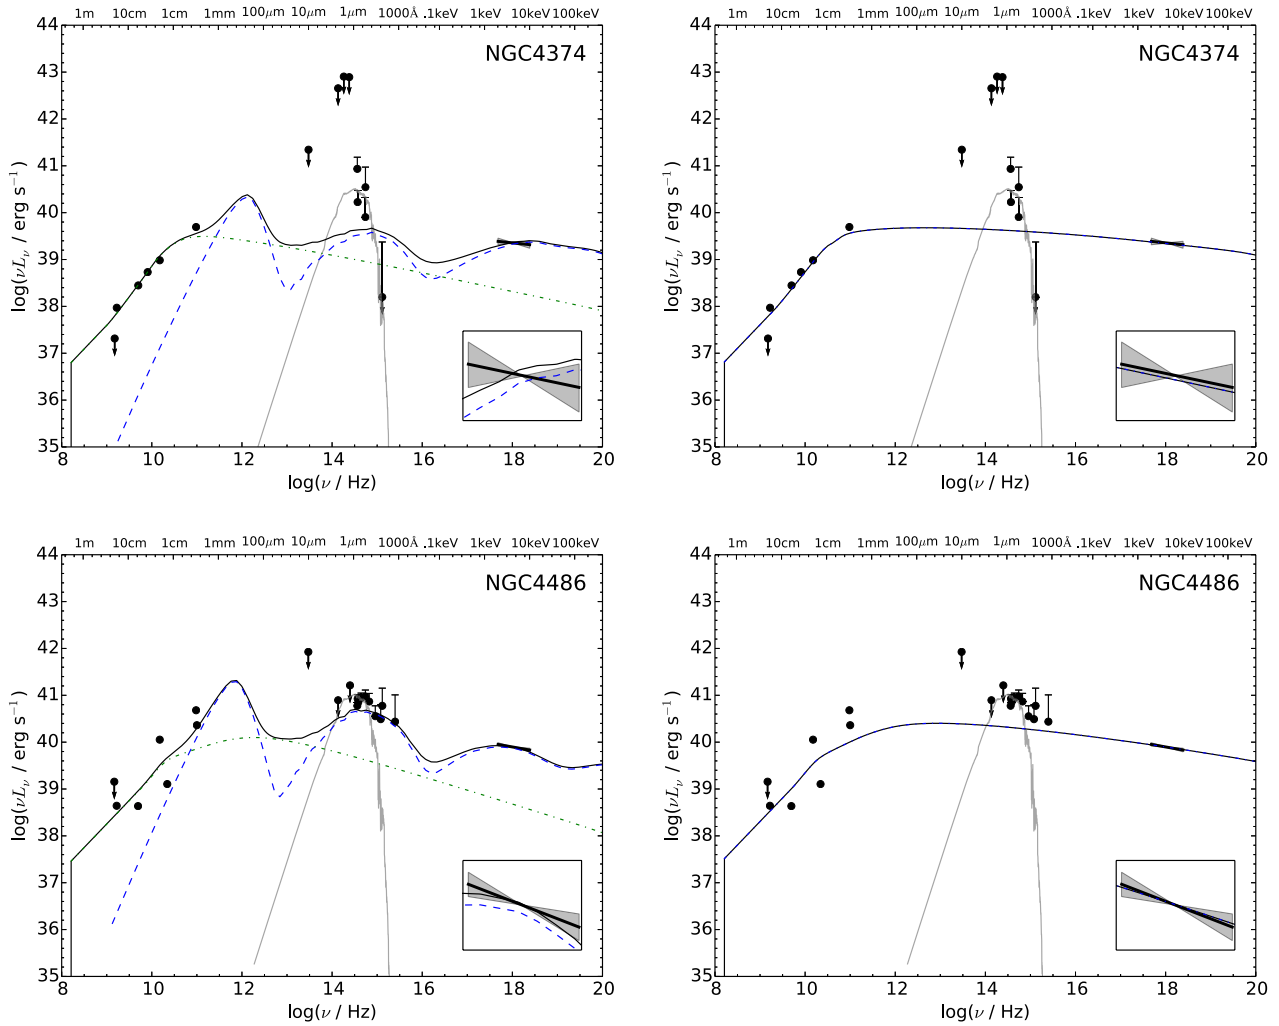 1m 10cm 1cm 1mm 100μm 10μm 1μm 1000Å .1keV 1keV 10keV 100keV
1m 10cm 1cm 1mm 100μm 10μm 1μm 1000Å .1keV 1keV 10keV 100keV
NGC4374
NGC4374
44
43
42
41
40
39
38
37
36
35
log(νLν / erg s⁻¹)
8 10 12 14 16 18 20
log(ν / Hz)
44
43
42
41
40
39
38
37
36
35
log(νLν / erg s⁻¹)
8 10 12 14 16 18 20
log(ν / Hz)
1m 10cm 1cm 1mm 100μm 10μm 1μm 1000Å .1keV 1keV 10keV 100keV
1m 10cm 1cm 1mm 100μm 10μm 1μm 1000Å .1keV 1keV 10keV 100keV
NGC4486
NGC4486
44
43
42
41
40
39
38
37
36
35
log(νLν / erg s⁻¹)
8 10 12 14 16 18 20
log(ν / Hz)
44
43
42
41
40
39
38
37
36
35
log(νLν / erg s⁻¹)
8 10 12 14 16 18 20
log(ν / Hz)